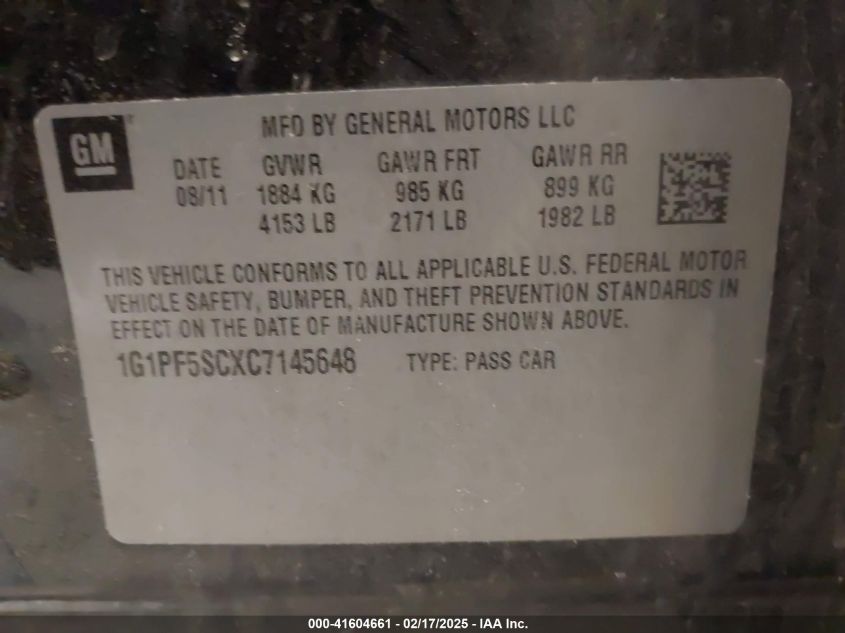 GM
MFD BY GENERAL MOTORS LLC
DATE GVWR GAWR FRT GAWR RR
08/11 1884 KG 985 KG 899 KG
4153 LB 2171 LB 1982 LB
THIS VEHICLE CONFORMS TO ALL APPLICABLE U.S. FEDERAL MOTOR
VEHICLE SAFETY, BUMPER, AND THEFT PREVENTION STANDARDS IN
EFFECT ON THE DATE OF MANUFACTURE SHOWN ABOVE.
1G1PF5SCXC7145648 TYPE: PASS CAR
000-41604661 - 02/17/2025 - IAA Inc.